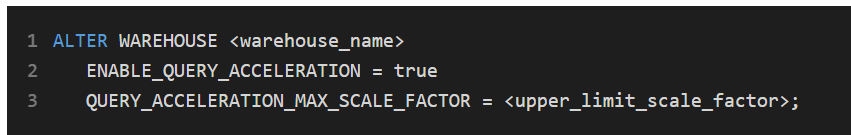 1 ALTER WAREHOUSE <warehouse_name>
2 ENABLE_QUERY_ACCELERATION = true
3 QUERY_ACCELERATION_MAX_SCALE_FACTOR = <upper_limit_scale_factor>;